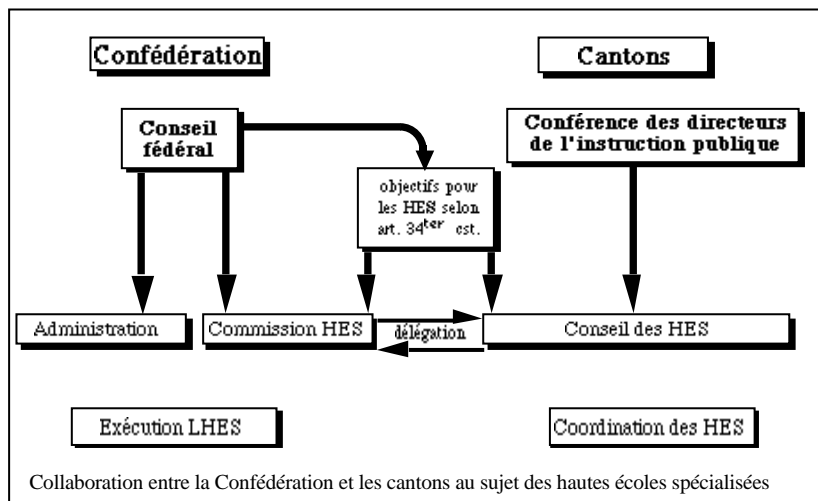 Confédération
Cantons
Conseil
fédéral
Conférence des directeurs
de l'instruction publique
objectifs pour
les HES selon
art. 34ter cst.
Administration
Commission HES
délégation
Conseil des HES
Exécution LHES
Coordination des HES
Collaboration entre la Confédération et les cantons au sujet des hautes écoles spécialisées